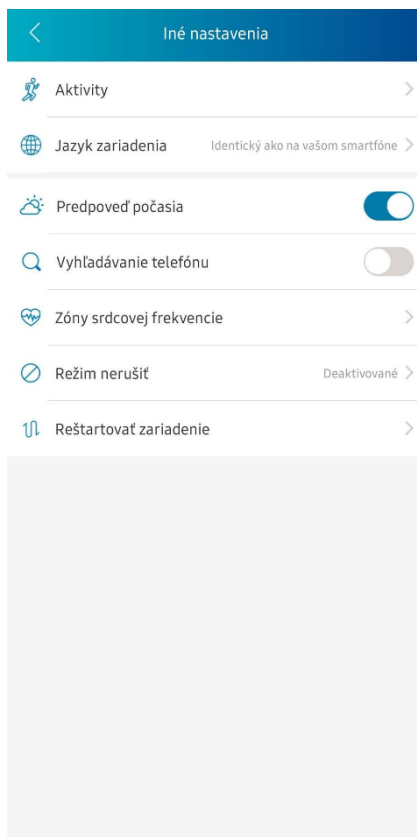 Iné nastavenia
Aktivity
Jazyk zariadenia Identický ako na vašom smartfóne
Predpoveď počasia
Vyhľadávanie telefónu
Zóny srdcovej frekvencie
Režim nerušiť Deaktivované
Reštartovať zariadenie